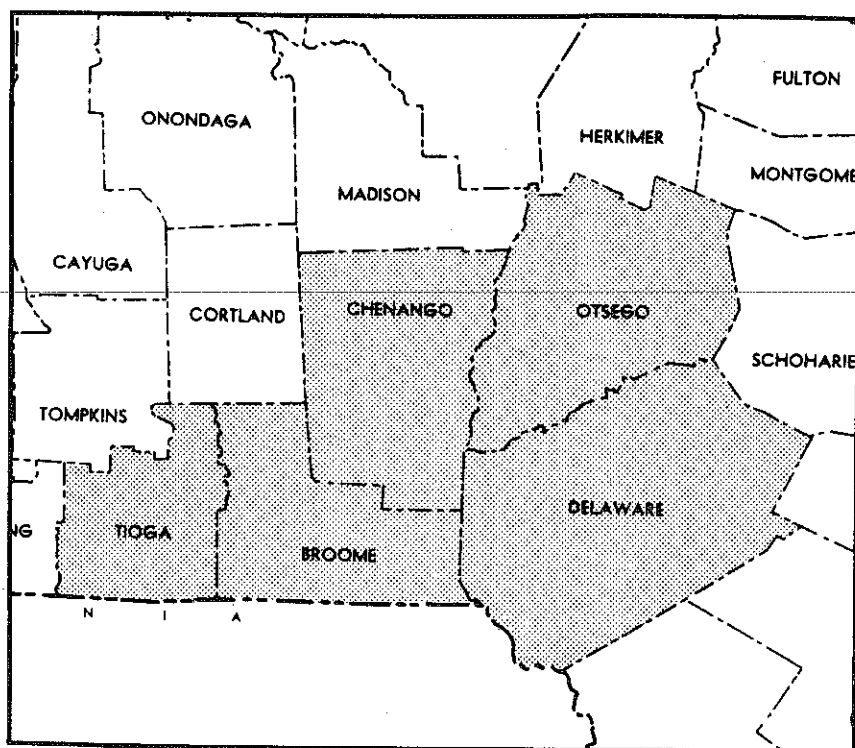 FULTON
ONONDAGA
HERKIMER
MONTGOME
MADISON
CAYUGA
CORTLAND
CHENANGO
OTSEGO
SCHOHARIE
TOMPKINS
DELAWARE
NG
TIOGA
BROOME
N I A